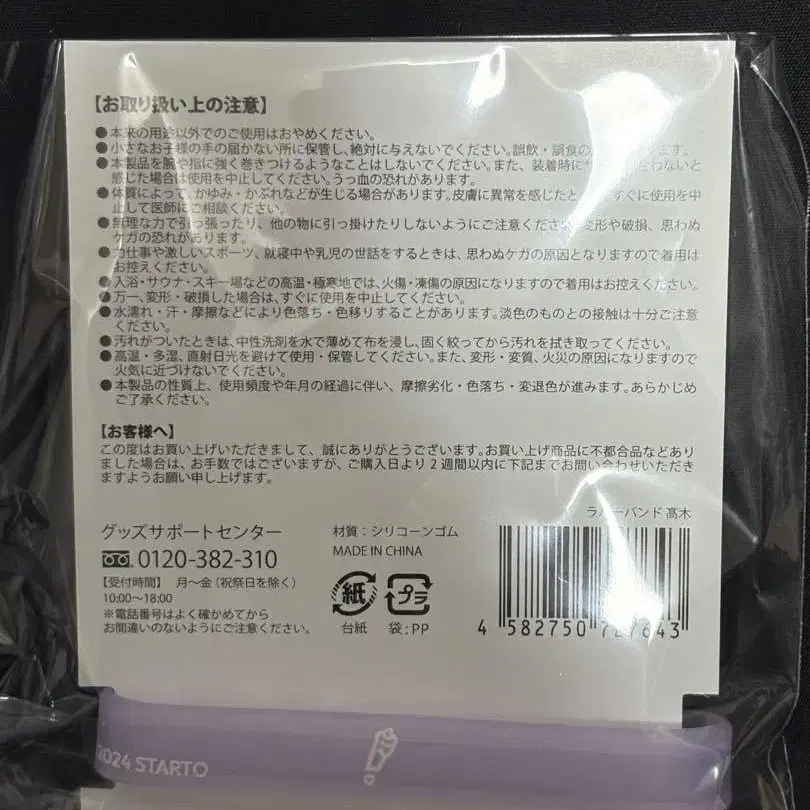 【お取り扱い上の注意】
●本来の用途以外でのご使用はおやめください。
●小さなお子様の手の届かない所に保管し、絶対に与えないでください。誤飲・誤食の
●本製品を腕や指に強く巻きつけるようなことはしないでください。また、装着時に 合わないと
感じた場合は使用を中止してください。うっ血の恐れがあります。
●体質によって、かゆみ・かぶれなどが生じる場合があります。皮膚に異常を感じたと すぐに使用を中
止して医師にご相談ください。
●無理な力で引っ張ったり、他の物に引っ掛けたりしないようにご注意ください。変形や破損、思わぬ
ケガの恐れがあります。
●力仕事や激しいスポーツ、就寝中や乳児の世話をするときは、思わぬケガの原因となりますので着用は
お控えください。
●入浴・サウナ・スキー場などの高温・極寒地では、火傷・凍傷の原因になりますので着用はお控えください。
●万一、変形・破損した場合は、すぐに使用を中止してください。
●水濡れ・汗・摩擦などにより色落ち・色移りすることがあります。淡色のものとの接触は十分ご注意
ください。
●汚れがついたときは、中性洗剤を水で薄めて布を浸し、固く絞ってから汚れを拭き取ってください。
●高温・多湿、直射日光を避けて使用・保管してください。また、変形・変質、火災の原因になりますので
火気に近づけないでください。
●本製品の性質上、使用頻度や年月の経過に伴い、摩擦劣化・色落ち・変退色が進みます。あらかじめ
ご了承ください。
【お客様へ】
この度はお買い上げいただきまして、誠にありがとうございます。お買い上げ商品に不都合品などあり
ました場合は、お手数ではございますが、ご購入日より2週間以内に下記までお問い合わせいただき
ますようお願い申し上げます。
ラバーバンド 髙木
グッズサポートセンター
0120-382-310
【受付時間】 月〜金（祝祭日を除く）
10:00〜18:00
※電話番号はよく確かめてから
お間違いのないようにご注意ください。
材質：シリコーンゴム
MADE IN CHINA
紙
台紙
プラ
袋：PP
4 582750
2024 STARTO